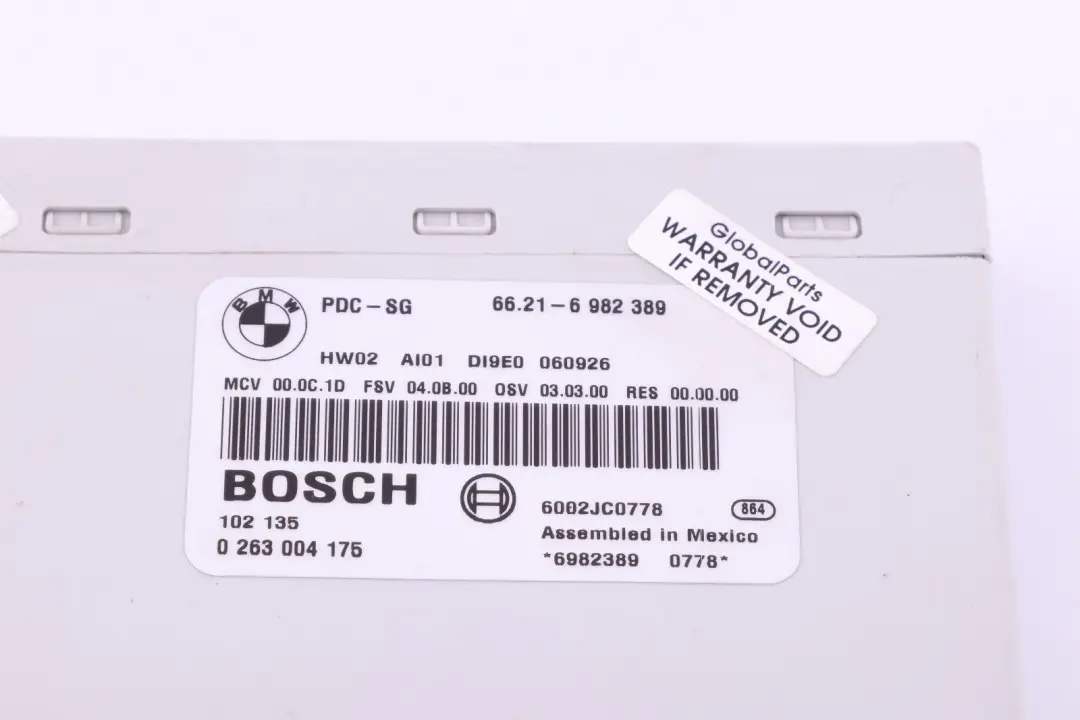 GlobalParts
WARRANTY VOID
IF REMOVED
BMW
PDC-SG 66.21-6 982 389
HW02 AI01 DI9E0 060926
MCV 00.0C.1D FSV 04.0B.00 OSV 03.03.00 RES 00.00.00
BOSCH
102 135
0 263 004 175
6002JC0778 864
Assembled in Mexico
*6982389 0778*